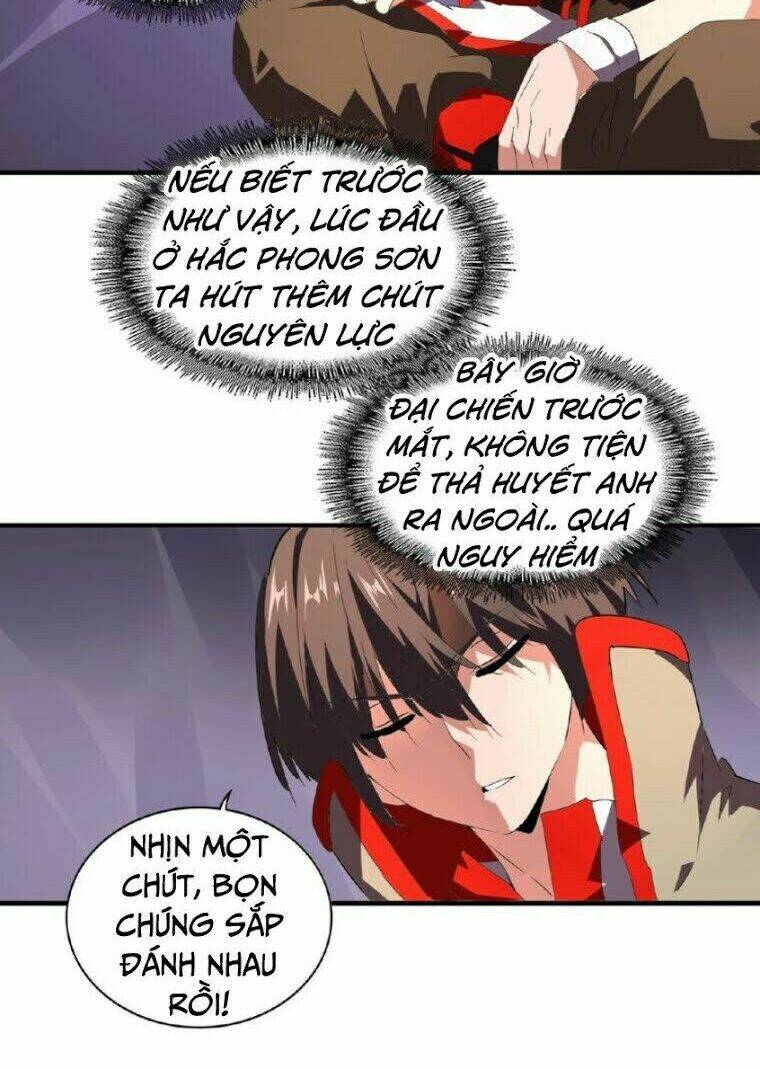 NẾU BIẾT TRƯỚC
NHƯ VẬY, LÚC ĐẦU
Ở HẮC PHONG SƠN
TA HÚT THÊM CHÚT
NGUYÊN LỰC
BÂY GIỜ
ĐẠI CHIẾN TRƯỚC
MẮT, KHÔNG TIỆN
ĐỂ THẢ HUYẾT ANH
RA NGOÀI.. QUÁ
NGUY HIỂM
NHỊN MỘT
CHÚT, BỌN
CHÚNG SẮP
ĐÁNH NHAU
RỒI!